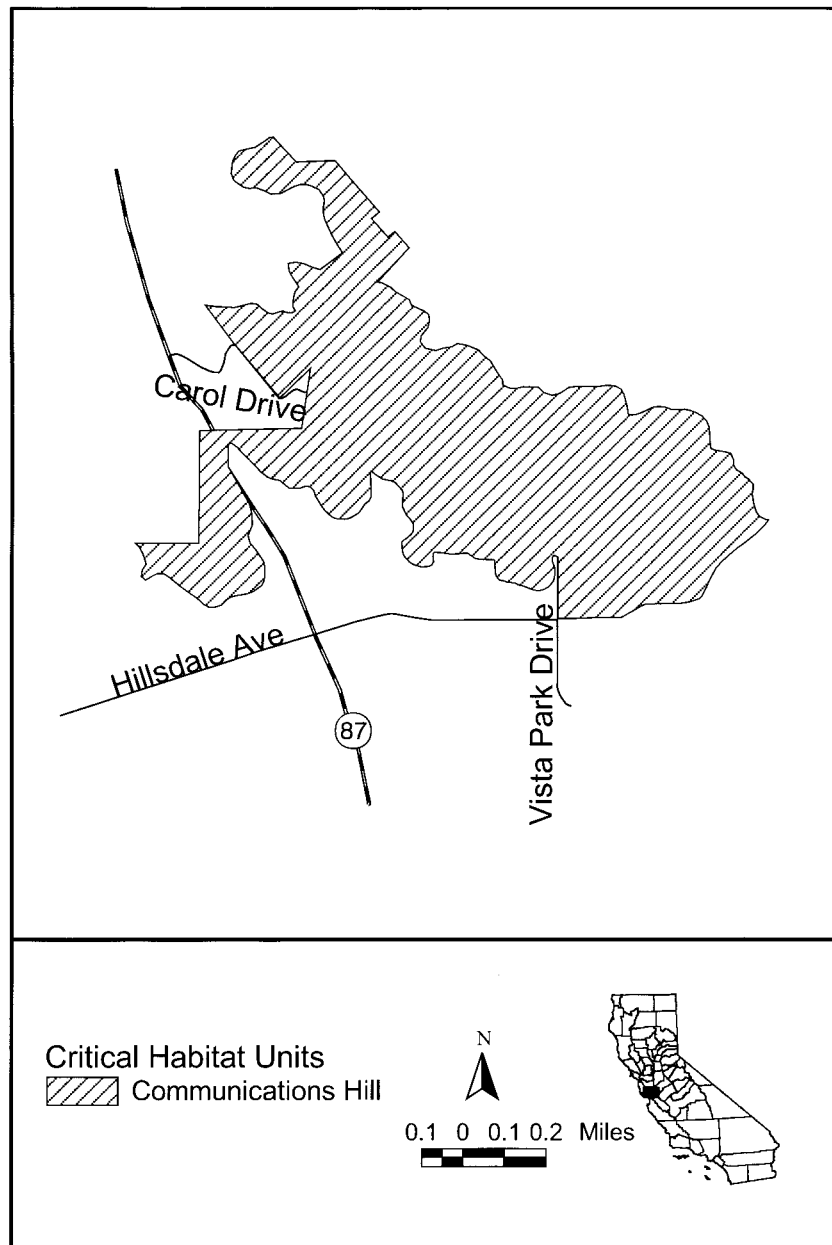 Carol Drive
Hillsdale Ave
87
Vista Park Drive
Critical Habitat Units
Communications Hill
N
0.1 0 0.1 0.2 Miles